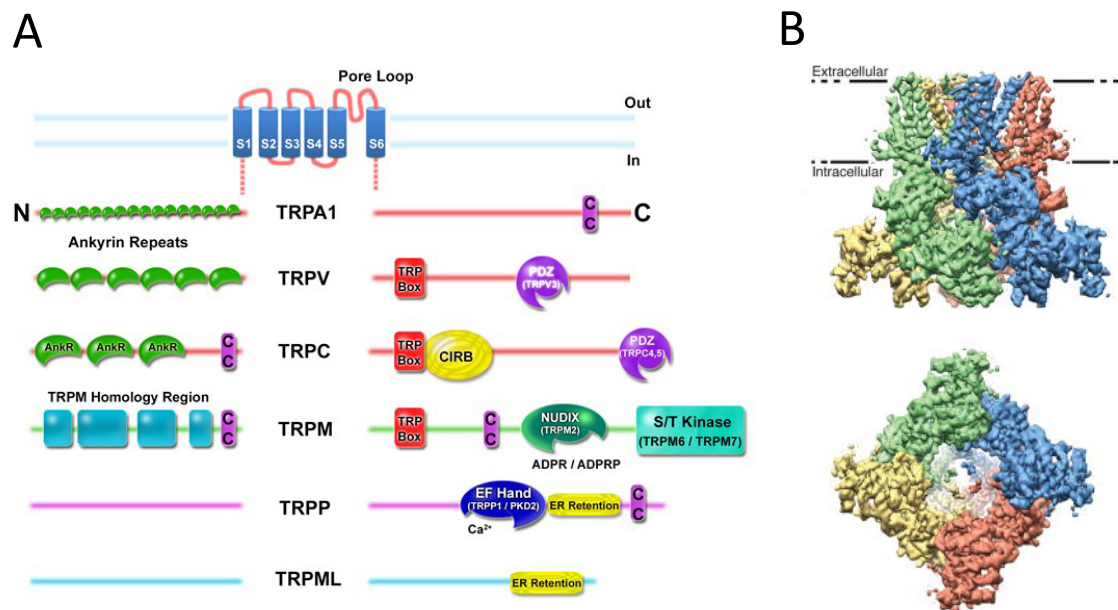 A
B
Pore Loop
Out
S1 S2 S3 S4 S5 S6
In
N TRPA1 C C C
Ankyrin Repeats
TRPV TRP Box PDZ (TRPV3)
AnkR AnkR AnkR C C TRPC TRP Box CIRB PDZ (TRPC4,5)
TRPM Homology Region
C C TRPM TRP Box C C NUDIX (TRPM2) S/T Kinase (TRPM6 / TRPM7)
ADPR / ADPRP
TRPP EF Hand (TRPP1 / PKD2) ER Retention C C
Ca²⁺
TRPML ER Retention
Extracellular
Intracellular